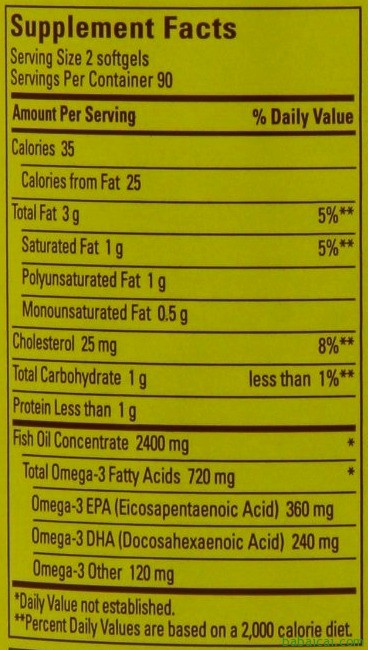 Supplement Facts
Serving Size 2 softgels
Servings Per Container 90
Amount Per Serving % Daily Value
Calories 35
Calories from Fat 25
Total Fat 3 g 5%**
Saturated Fat 1 g 5%**
Polyunsaturated Fat 1 g
Monounsaturated Fat 0.5 g
Cholesterol 25 mg 8%**
Total Carbohydrate 1 g less than 1%**
Protein Less than 1 g
Fish Oil Concentrate 2400 mg *
Total Omega-3 Fatty Acids 720 mg *
Omega-3 EPA (Eicosapentaenoic Acid) 360 mg
Omega-3 DHA (Docosahexaenoic Acid) 240 mg
Omega-3 Other 120 mg
*Daily Value not established.
**Percent Daily Values are based on a 2,000 calorie diet.